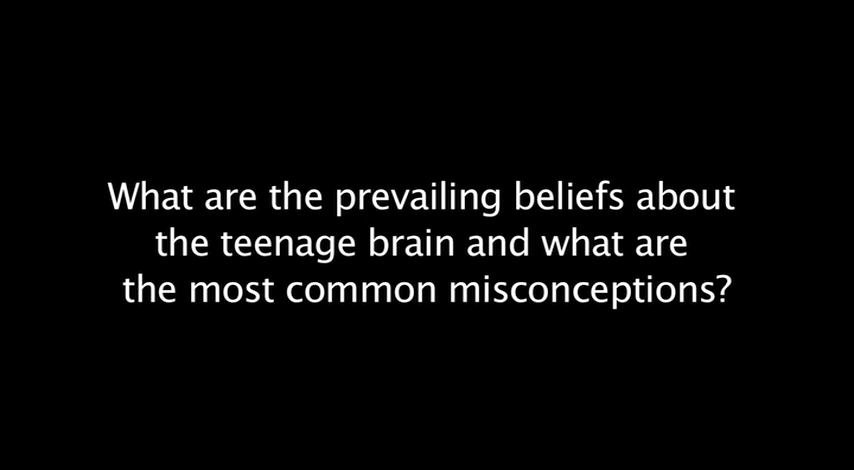 What are the prevailing beliefs about
the teenage brain and what are
the most common misconceptions?